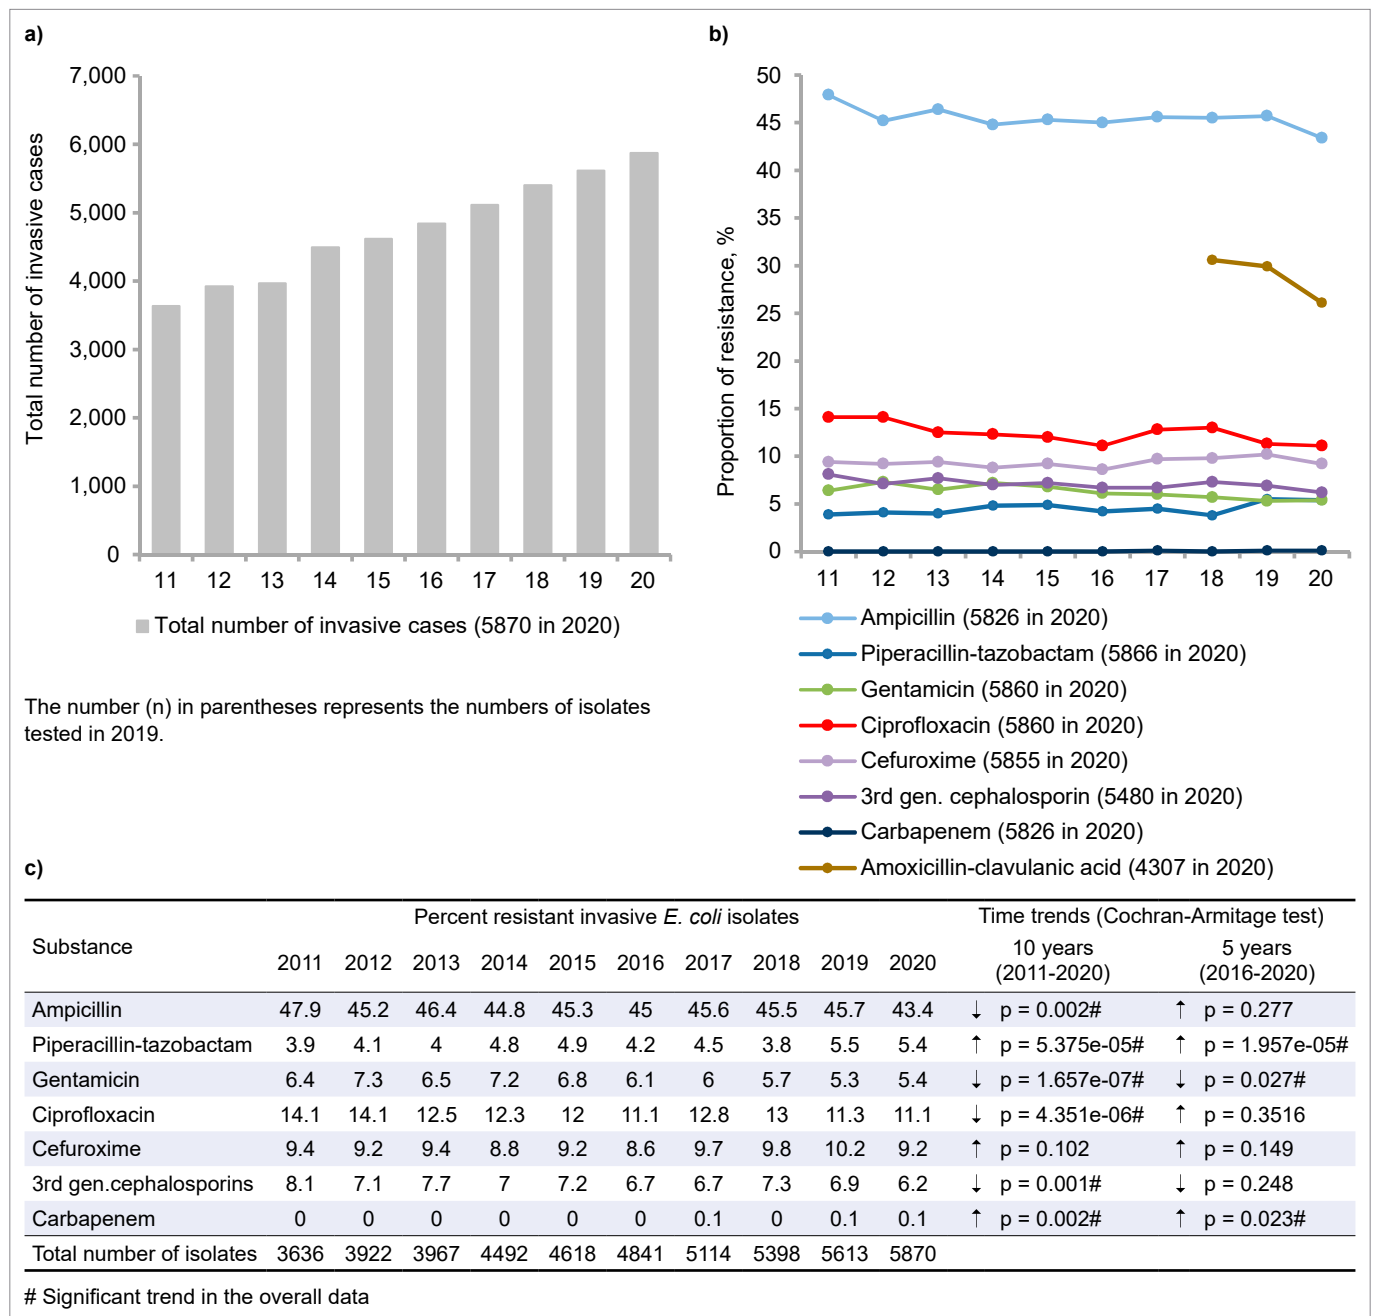 a)
Total number of invasive cases
7,000
6,000
5,000
4,000
3,000
2,000
1,000
0
11 12 13 14 15 16 17 18 19 20
Total number of invasive cases (5870 in 2020)
The number (n) in parentheses represents the numbers of isolates
tested in 2019.
b)
Proportion of resistance, %
50
45
40
35
30
25
20
15
10
5
0
11 12 13 14 15 16 17 18 19 20
Ampicillin (5826 in 2020)
Piperacillin-tazobactam (5866 in 2020)
Gentamicin (5860 in 2020)
Ciprofloxacin (5860 in 2020)
Cefuroxime (5855 in 2020)
3rd gen. cephalosporin (5480 in 2020)
Carbapenem (5826 in 2020)
Amoxicillin-clavulanic acid (4307 in 2020)
c)
Percent resistant invasive E. coli isolates Time trends (Cochran-Armitage test)
Substance 2011 2012 2013 2014 2015 2016 2017 2018 2019 2020 10 years (2011-2020) 5 years (2016-2020)
Ampicillin 47.9 45.2 46.4 44.8 45.3 45 45.6 45.5 45.7 43.4 ↓ p = 0.002# ↑ p = 0.277
Piperacillin-tazobactam 3.9 4.1 4 4.8 4.9 4.2 4.5 3.8 5.5 5.4 ↑ p = 5.375e-05# ↑ p = 1.957e-05#
Gentamicin 6.4 7.3 6.5 7.2 6.8 6.1 6 5.7 5.3 5.4 ↓ p = 1.657e-07# ↓ p = 0.027#
Ciprofloxacin 14.1 14.1 12.5 12.3 12 11.1 12.8 13 11.3 11.1 ↓ p = 4.351e-06# ↑ p = 0.3516
Cefuroxime 9.4 9.2 9.4 8.8 9.2 8.6 9.7 9.8 10.2 9.2 ↑ p = 0.102 ↑ p = 0.149
3rd gen.cephalosporins 8.1 7.1 7.7 7 7.2 6.7 6.7 7.3 6.9 6.2 ↓ p = 0.001# ↓ p = 0.248
Carbapenem 0 0 0 0 0 0 0.1 0 0.1 0.1 ↑ p = 0.002# ↑ p = 0.023#
Total number of isolates 3636 3922 3967 4492 4618 4841 5114 5398 5613 5870
# Significant trend in the overall data